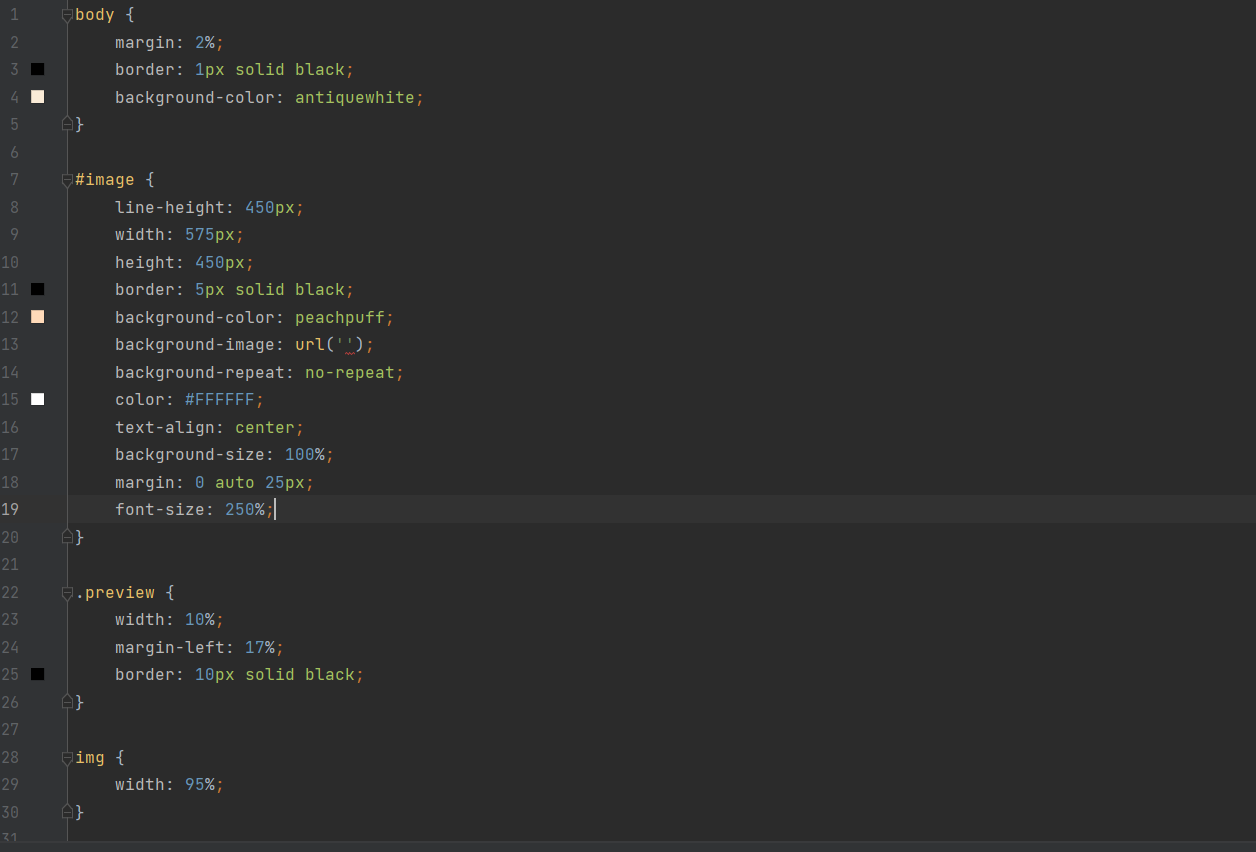 1 body {
2 margin: 2%;
3 border: 1px solid black;
4 background-color: antiquewhite;
5 }
6
7 #image {
8 line-height: 450px;
9 width: 575px;
10 height: 450px;
11 border: 5px solid black;
12 background-color: peachpuff;
13 background-image: url('');
14 background-repeat: no-repeat;
15 color: #FFFFFF;
16 text-align: center;
17 background-size: 100%;
18 margin: 0 auto 25px;
19 font-size: 250%;
20 }
21
22 .preview {
23 width: 10%;
24 margin-left: 17%;
25 border: 10px solid black;
26 }
27
28 img {
29 width: 95%;
30 }
31